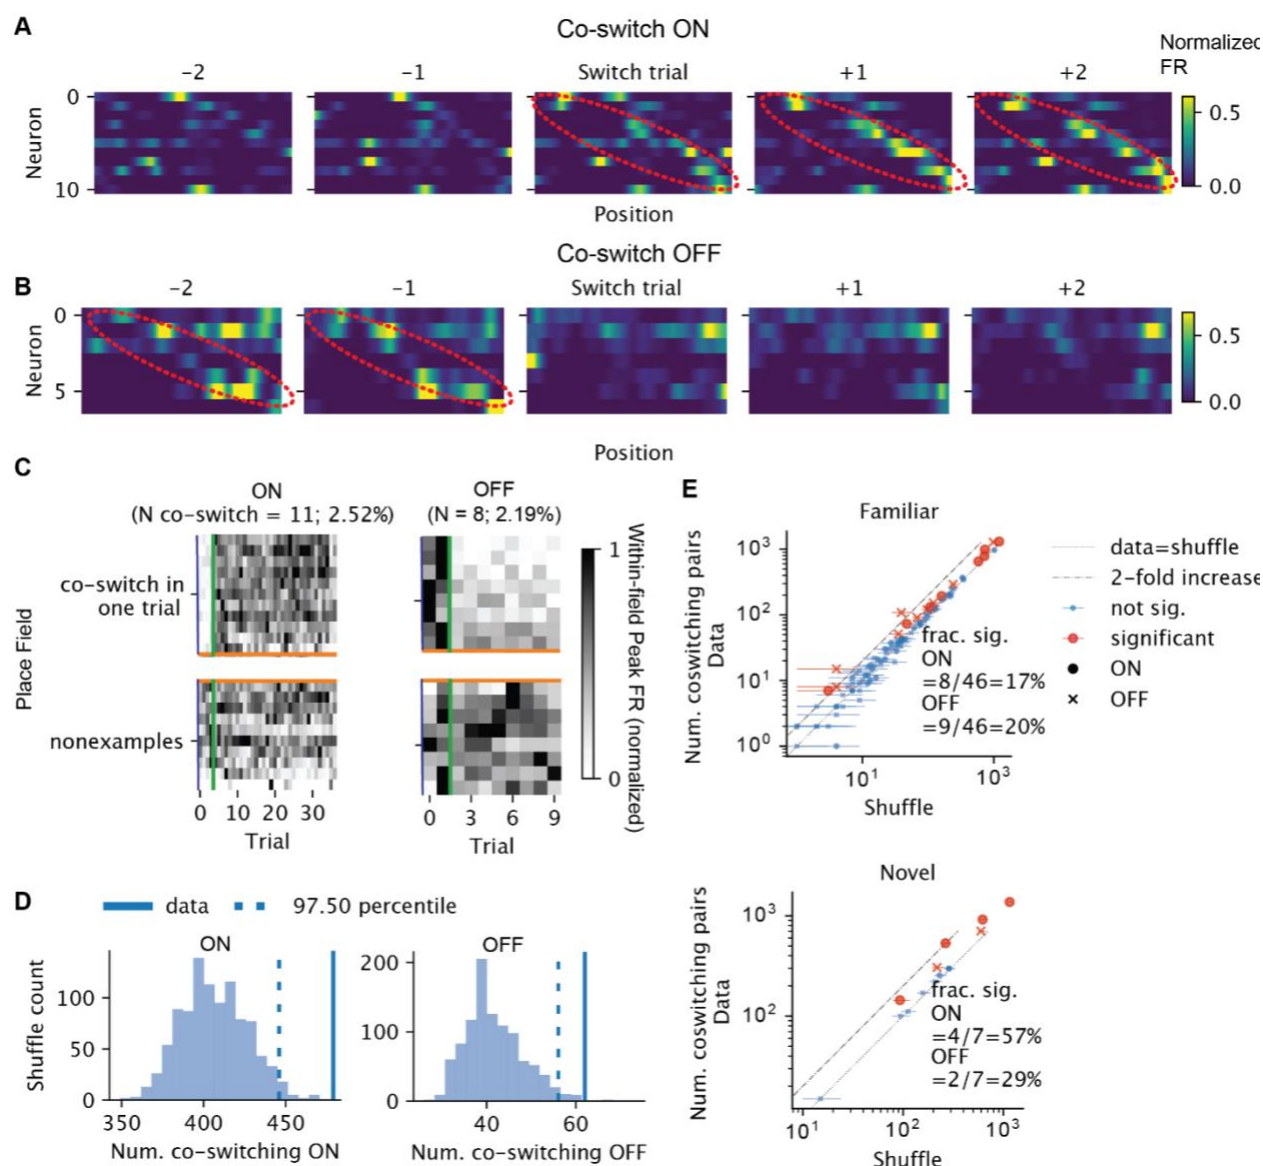 A
Co-switch ON
Normalized
FR
−2
−1
Switch trial
+1
+2
Neuron
0
10
0.5
0.0
Position
Co-switch OFF
B
−2
−1
Switch trial
+1
+2
Neuron
0
5
0.5
0.0
Position
C
ON
(N co-switch = 11; 2.52%)
OFF
(N = 8; 2.19%)
Place Field
co-switch in
one trial
nonexamples
0 10 20 30
Trial
0 3 6 9
Trial
1
0
Within-field Peak FR (normalized)
D
data
97.50 percentile
ON
Shuffle count
100
50
0
350 400 450
Num. co-switching ON
OFF
200
100
0
40 60
Num. co-switching OFF
E
Familiar
Num. coswitching pairs
Data
10³
10²
10¹
10⁰
frac. sig.
ON
=8/46=17%
OFF
=9/46=20%
10¹ 10³
Shuffle
data=shuffle
2-fold increase
not sig.
significant
ON
OFF
Novel
Num. coswitching pairs
Data
10³
10²
frac. sig.
ON
=4/7=57%
OFF
=2/7=29%
10¹ 10² 10³
Shuffle